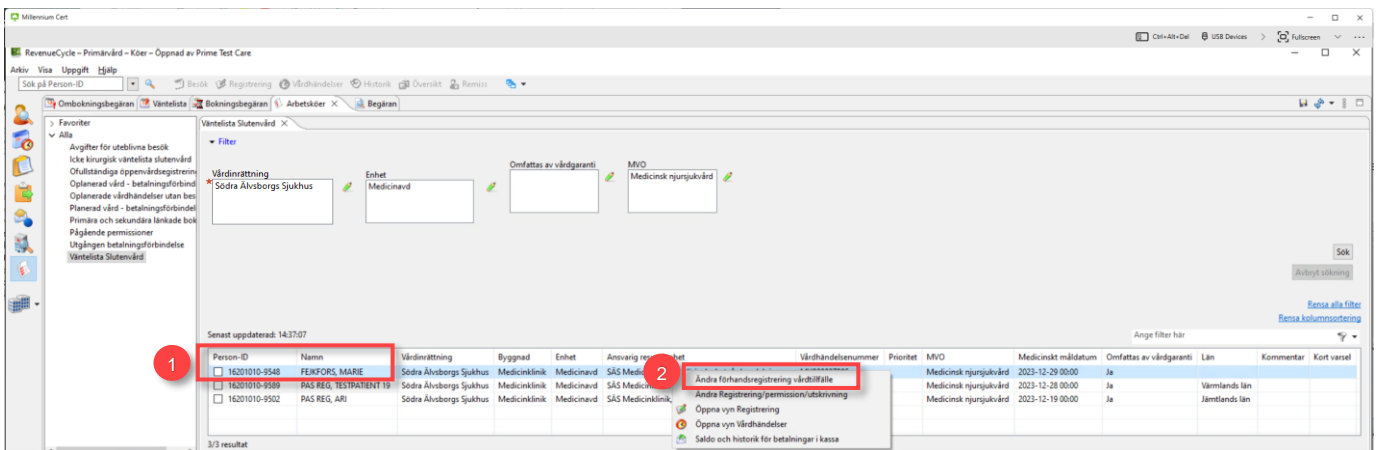 Millennium Cert
Ctrl+Alt+Del USB Devices Fullscreen
RevenueCycle – Primärvård – Köer – Öppnad av Prime Test Care
Arkiv Visa Uppgift Hjälp
Sök på Person-ID Besök Registrering Vårdhändelser Historik Översikt Remiss
Ombokningsbegäran Väntelista Bokningsbegäran Arbetsköer Begäran
Favoriter
Alla
Avgifter för uteblivna besök
Icke kirurgisk väntelista slutenvård
Ofullständiga öppenvårdsegistrerin
Oplanerad vård - betalningsförbind
Oplanerade vårdhändelser utan bes
Planerad vård - betalningsförbindel
Primära och sekundära länkade bok
Pågående permissioner
Utgången betalningsförbindelse
Väntelista Slutenvård
Väntelista Slutenvård
Filter
Vårdinrättning Enhet Omfattas av vårdgaranti MVO
* Södra Älvsborgs Sjukhus Medicinavd Medicinsk njursjukvård
Sök
Avbryt sökning
Rensa alla filter
Rensa kolumnsortering
Senast uppdaterad: 14:37:07 Ange filter här
1
Person-ID Namn Vårdinrättning Byggnad Enhet Ansvarig Vårdhändelsenummer Prioritet MVO Medicinskt måldatum Omfattas av vårdgaranti Län Kommentar Kort varsel
16201010-9548 FEJKFORS, MARIE Södra Älvsborgs Sjukhus Medicinklinik Medicinavd SÄS Medicinsk njursjukvård 2023-12-29 00:00 Ja
16201010-9589 PAS REG, TESTPATIENT 19 Södra Älvsborgs Sjukhus Medicinklinik Medicinavd SÄS Medicinsk njursjukvård 2023-12-28 00:00 Ja Värmlands län
16201010-9502 PAS REG, ARI Södra Älvsborgs Sjukhus Medicinklinik Medicinavd SÄS Medicinklinik, Medicinsk njursjukvård 2023-12-19 00:00 Ja Jämtlands län
2
Ändra förhandsregistrering vårdtillfälle
Ändra Registrering/permission/utskrivning
Öppna vyn Registrering
Öppna vyn Vårdhändelser
Saldo och historik för betalningar i kassa
3/3 resultat